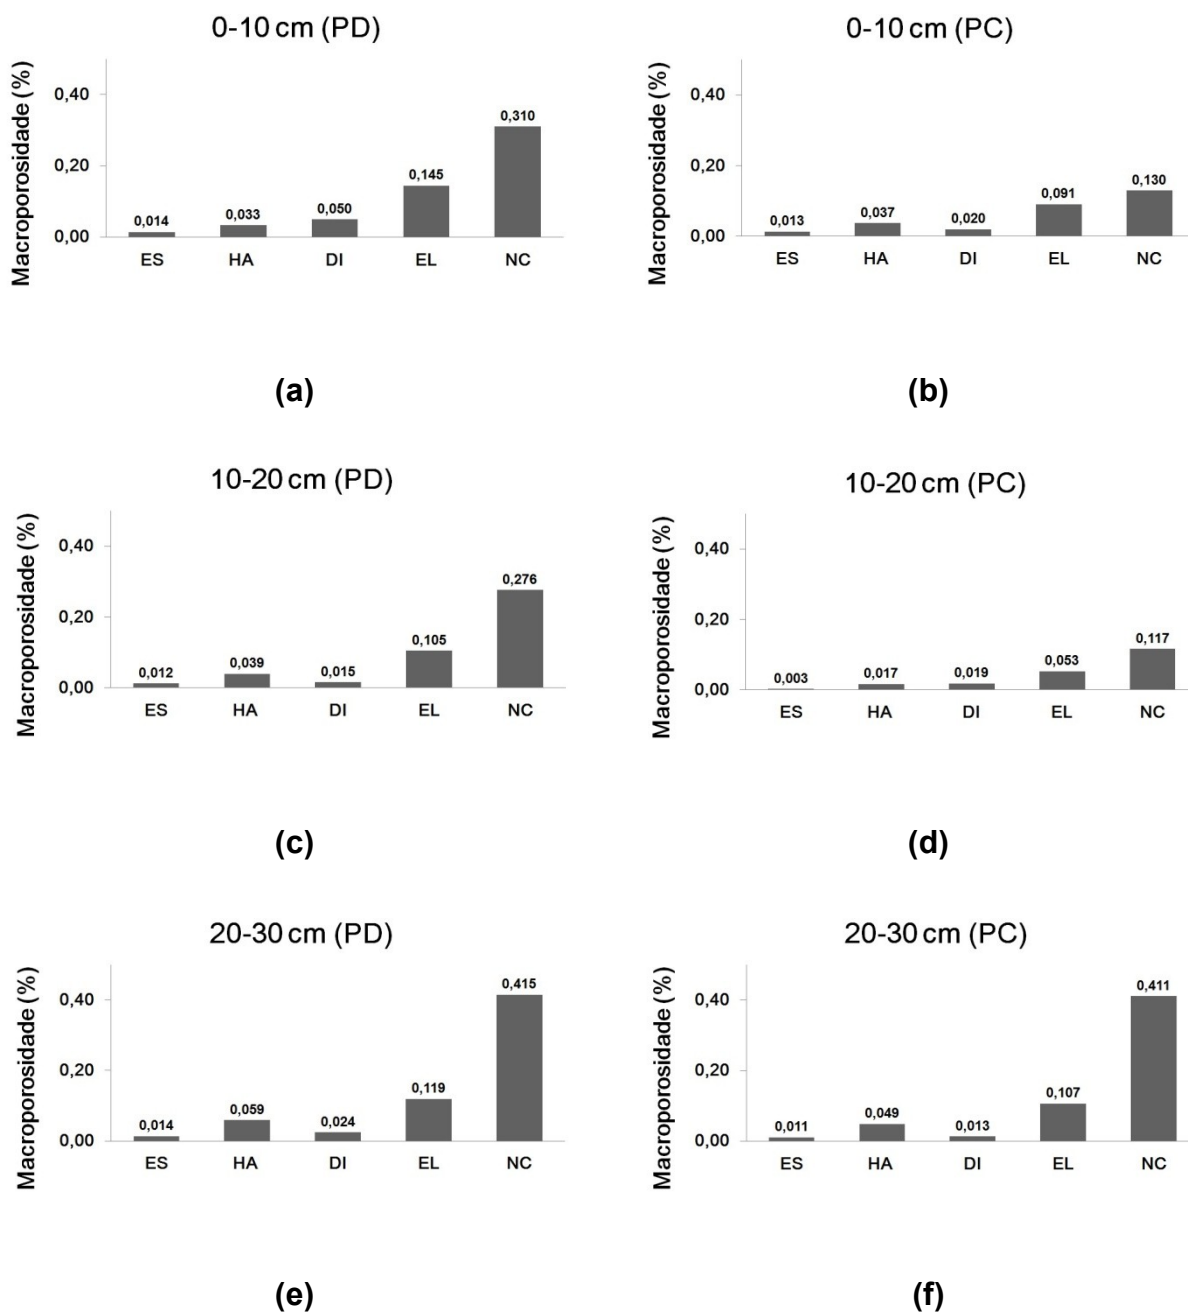 0-10 cm (PD)
Macroporosidade (%)
0,40
0,20
0,00
0,014
0,033
0,050
0,145
0,310
ES HA DI EL NC
(a)
0-10 cm (PC)
Macroporosidade (%)
0,40
0,20
0,00
0,013
0,037
0,020
0,091
0,130
ES HA DI EL NC
(b)
10-20 cm (PD)
Macroporosidade (%)
0,40
0,20
0,00
0,012
0,039
0,015
0,105
0,276
ES HA DI EL NC
(c)
10-20 cm (PC)
Macroporosidade (%)
0,40
0,20
0,00
0,003
0,017
0,019
0,053
0,117
ES HA DI EL NC
(d)
20-30 cm (PD)
Macroporosidade (%)
0,40
0,20
0,00
0,014
0,059
0,024
0,119
0,415
ES HA DI EL NC
(e)
20-30 cm (PC)
Macroporosidade (%)
0,40
0,20
0,00
0,011
0,049
0,013
0,107
0,411
ES HA DI EL NC
(f)